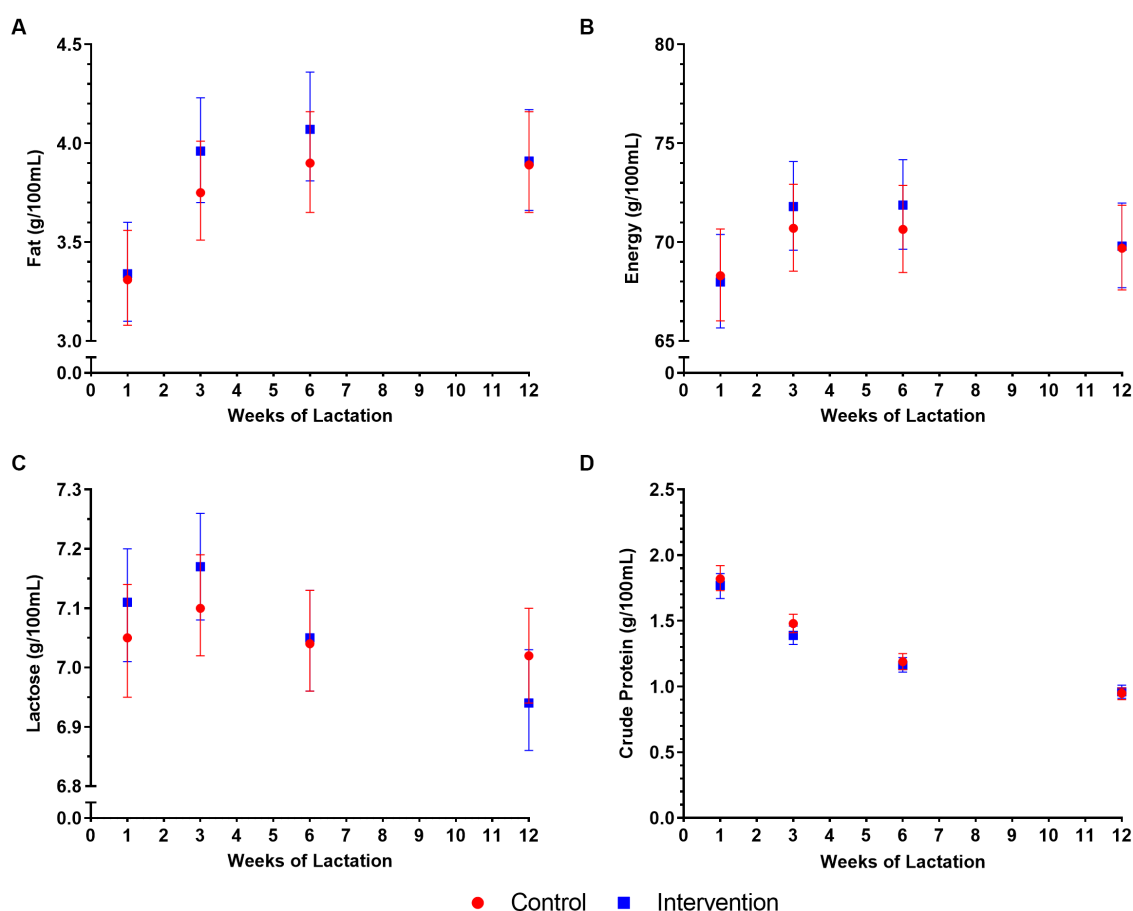 A
Fat (g/100mL)
4.5
4.0
3.5
3.0
0.0
0 1 2 3 4 5 6 7 8 9 10 11 12
Weeks of Lactation
B
Energy (g/100mL)
80
75
70
65
0
0 1 2 3 4 5 6 7 8 9 10 11 12
Weeks of Lactation
C
Lactose (g/100mL)
7.3
7.2
7.1
7.0
6.9
6.8
0.0
0 1 2 3 4 5 6 7 8 9 10 11 12
Weeks of Lactation
D
Crude Protein (g/100mL)
2.5
2.0
1.5
1.0
0.5
0.0
0 1 2 3 4 5 6 7 8 9 10 11 12
Weeks of Lactation
Control Intervention